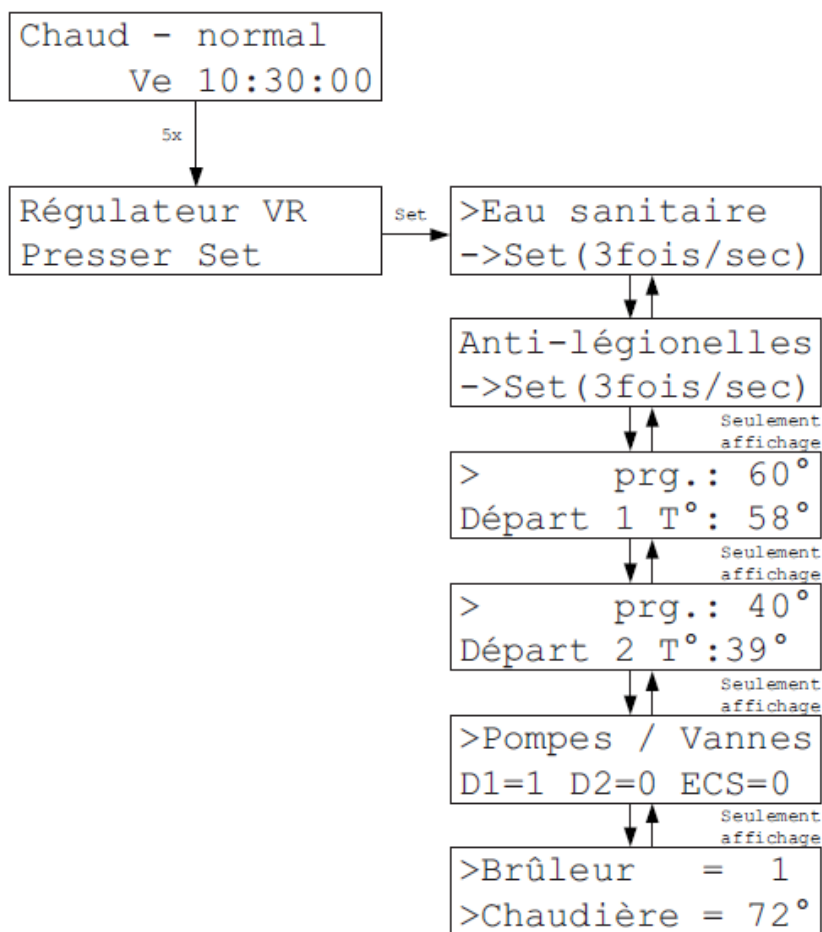 Chaud - normal
Ve 10:30:00
5x
Régulateur VR
Presser Set
Set
>Eau sanitaire
->Set(3fois/sec)
Anti-légionelles
->Set(3fois/sec)
Seulement
affichage
> prg.: 60°
Départ 1 T°: 58°
Seulement
affichage
> prg.: 40°
Départ 2 T°:39°
Seulement
affichage
>Pompes / Vannes
D1=1 D2=0 ECS=0
Seulement
affichage
>Brûleur = 1
>Chaudière = 72°